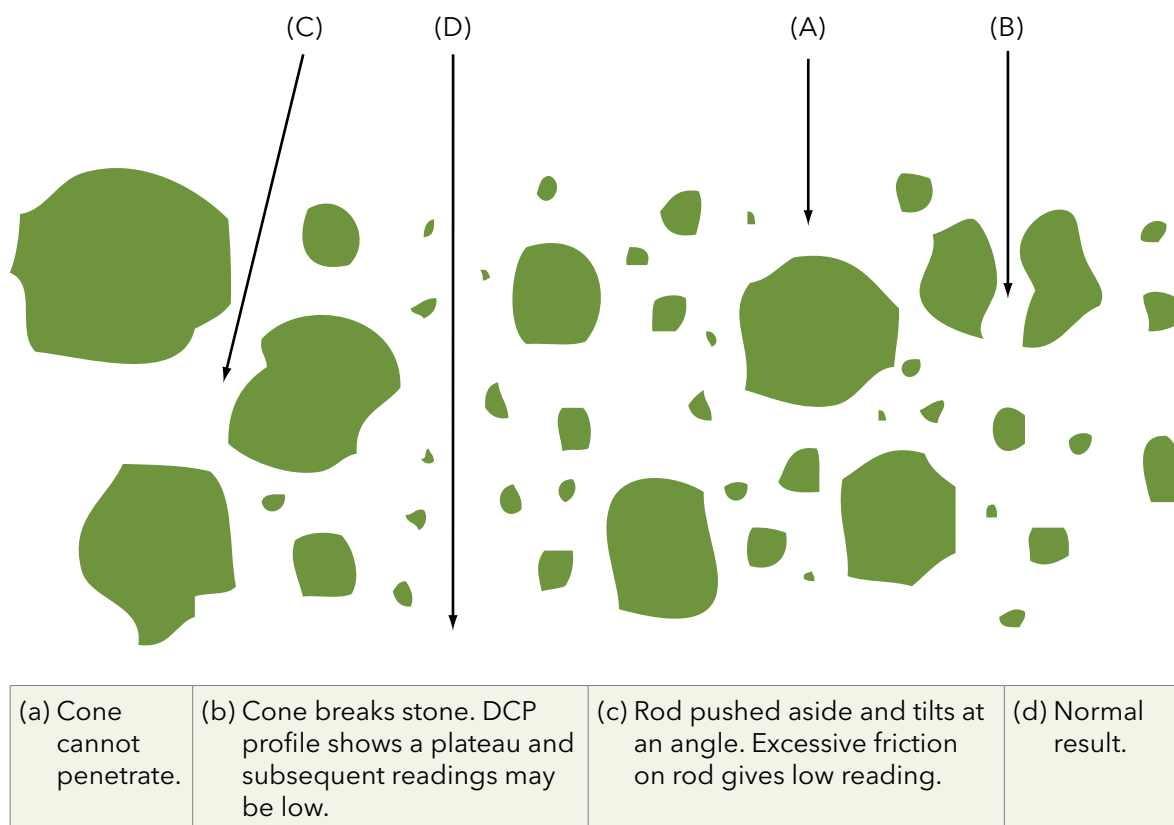 (C)
(D)
(A)
(B)
(a) Cone
cannot
penetrate.
(b) Cone breaks stone. DCP
profile shows a plateau and
subsequent readings may
be low.
(c) Rod pushed aside and tilts at
an angle. Excessive friction
on rod gives low reading.
(d) Normal
result.